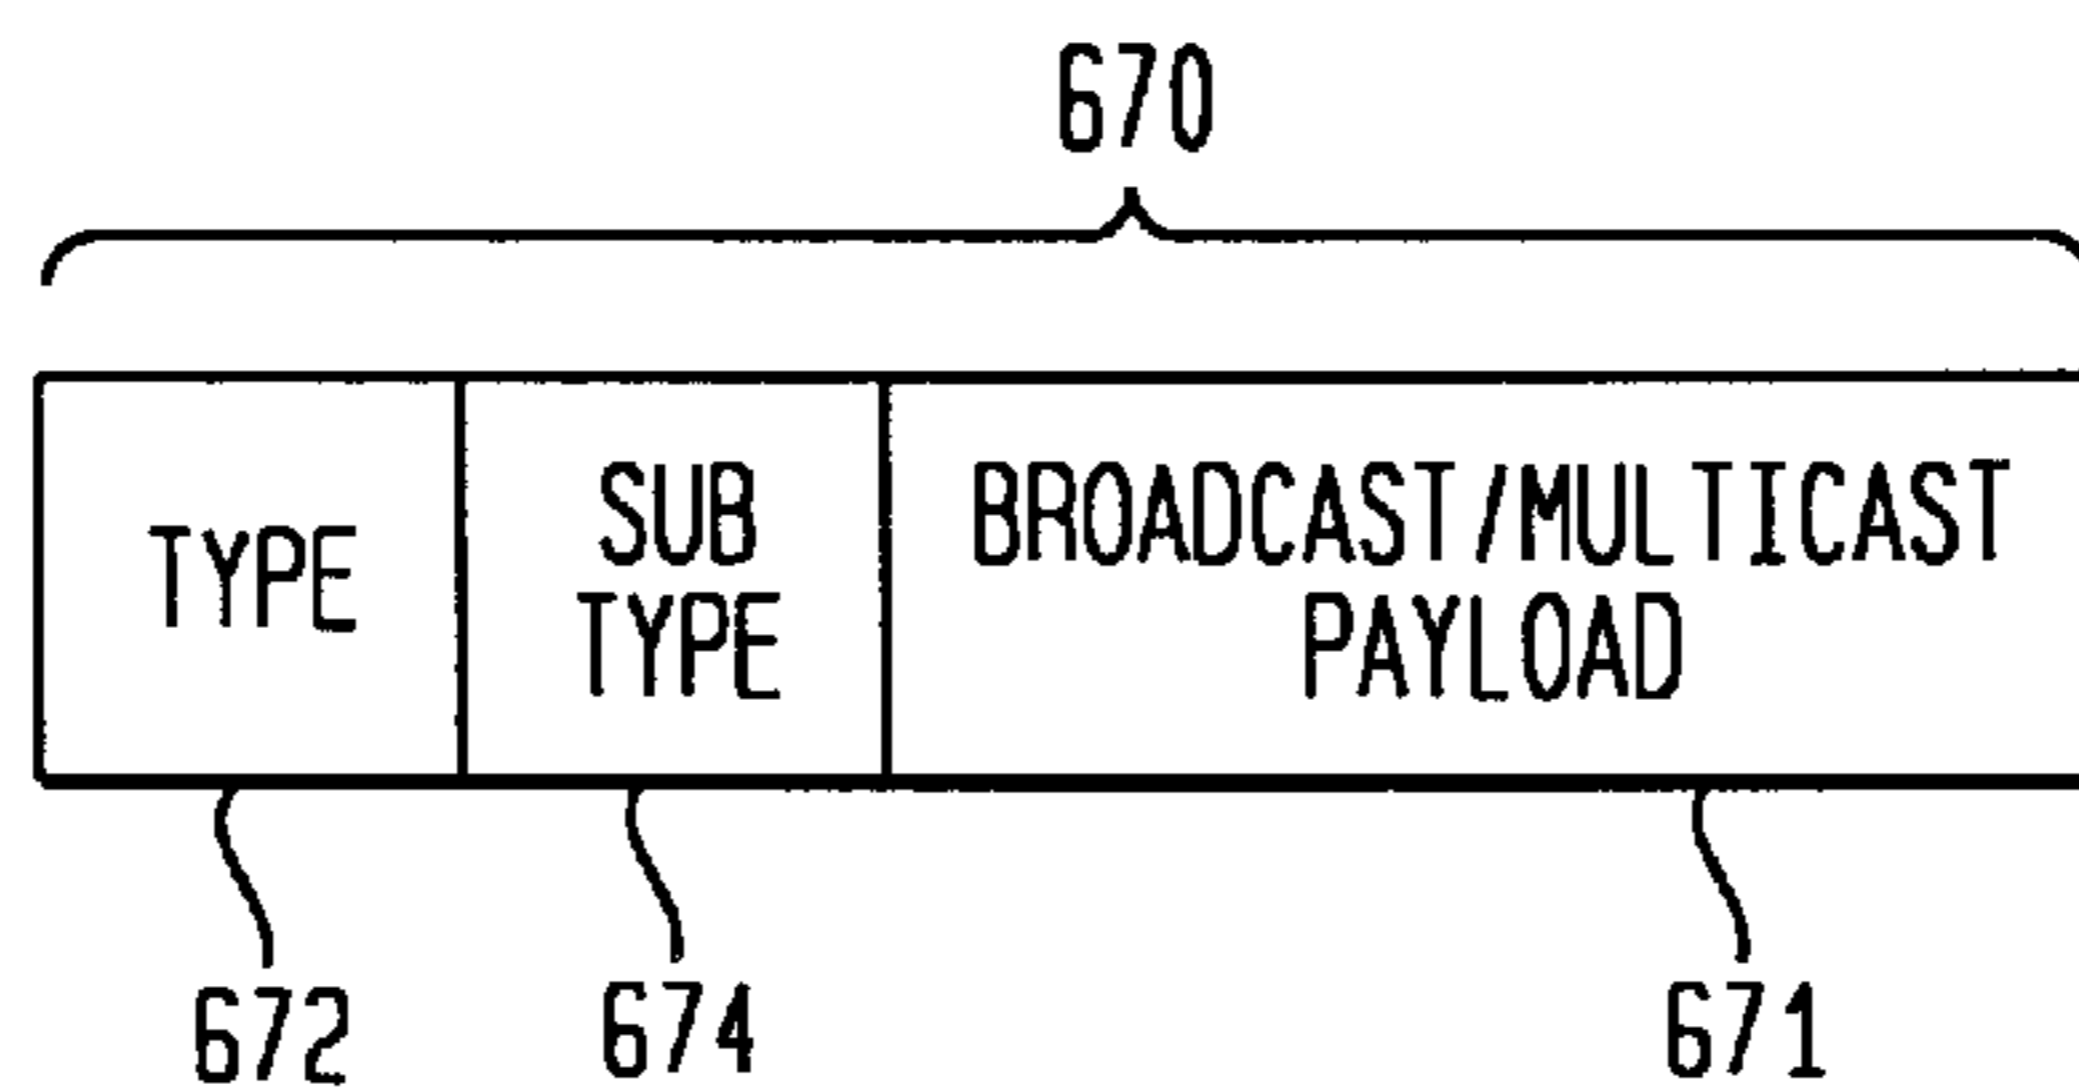 670
TYPE
SUB
TYPE
BROADCAST/MULTICAST
PAYLOAD
672
674
671